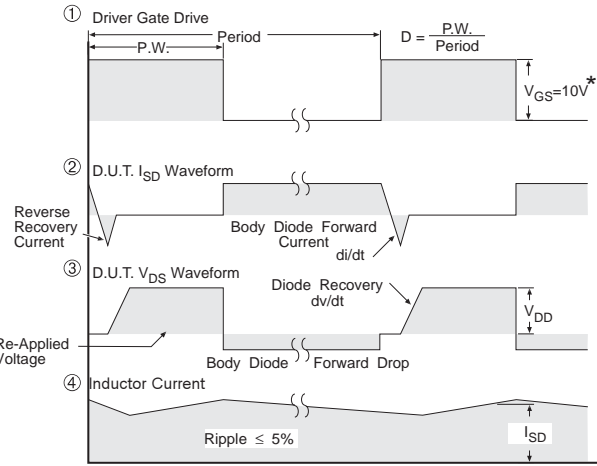 ① Driver Gate Drive
P.W.
Period
D = P.W.
Period
VGS=10V*
② D.U.T. ISD Waveform
Reverse
Recovery
Current
Body Diode Forward
Current
di/dt
③ D.U.T. VDS Waveform
Diode Recovery
dv/dt
VDD
Re-Applied
Voltage
Body Diode Forward Drop
④ Inductor Current
Ripple ≤ 5%
ISD